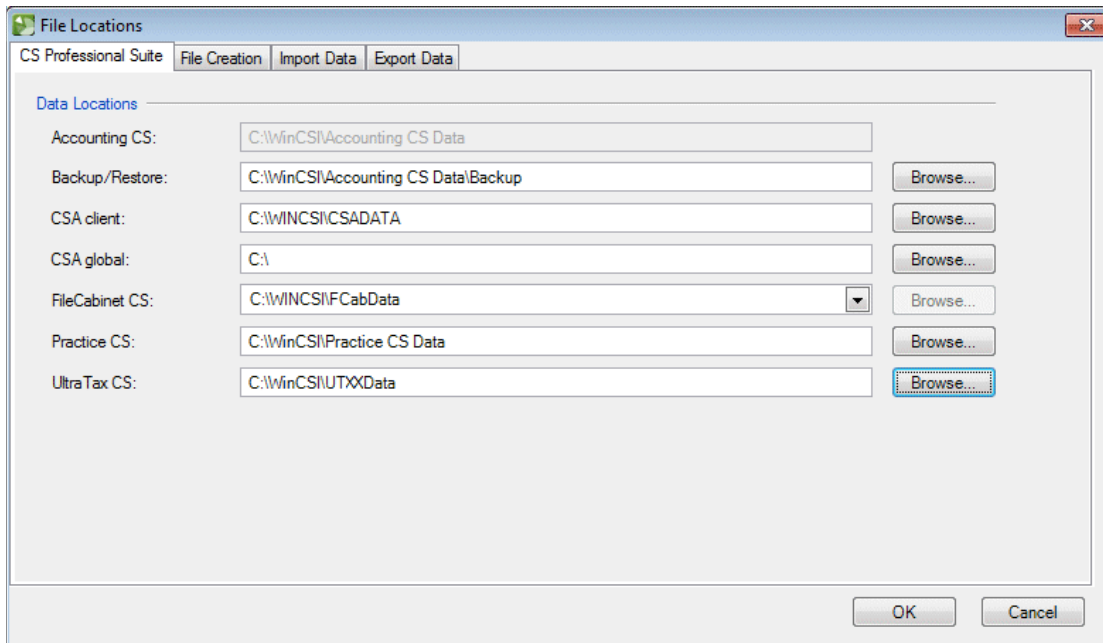 File Locations
CS Professional Suite File Creation Import Data Export Data
Data Locations
Accounting CS: C:\WinCSI\Accounting CS Data
Backup/Restore: C:\WinCSI\Accounting CS Data\Backup Browse...
CSA client: C:\WINCSI\CSADATA Browse...
CSA global: C:\ Browse...
FileCabinet CS: C:\WINCSI\FCabData Browse...
Practice CS: C:\WinCSI\Practice CS Data Browse...
UltraTax CS: C:\WinCSI\UTXXData Browse...
OK Cancel